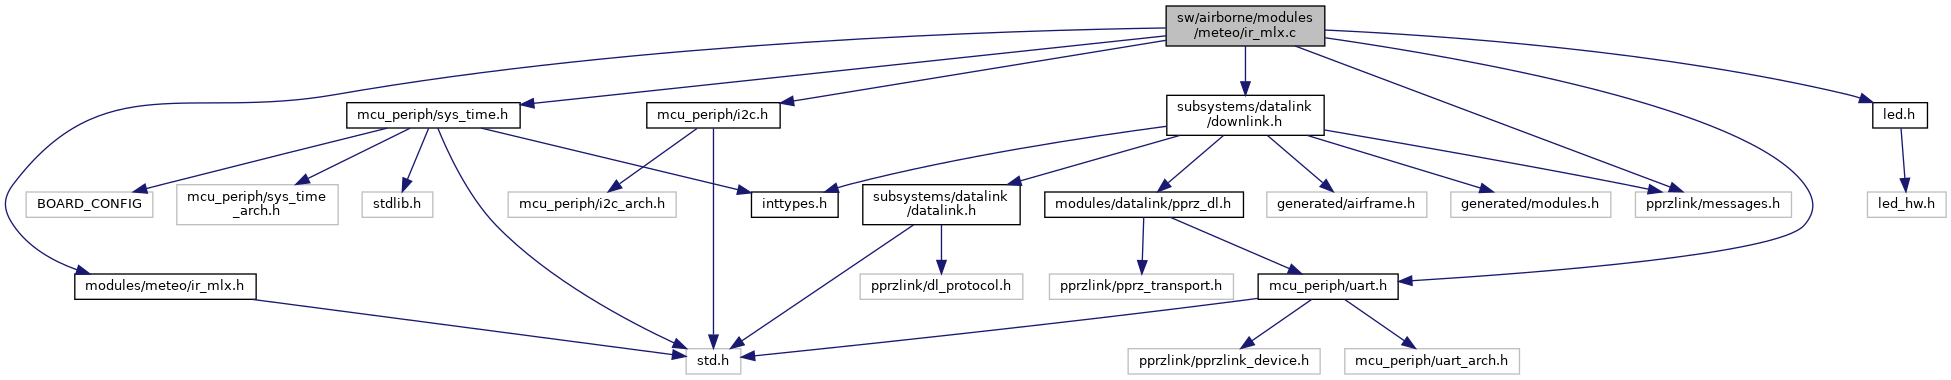 sw/airborne/modules
/meteo/ir_mlx.c
mcu_periph/sys_time.h
mcu_periph/i2c.h
subsystems/datalink
/downlink.h
led.h
BOARD_CONFIG
mcu_periph/sys_time
_arch.h
stdlib.h
mcu_periph/i2c_arch.h
inttypes.h
subsystems/datalink
/datalink.h
modules/datalink/pprz_dl.h
generated/airframe.h
generated/modules.h
pprzlink/messages.h
led_hw.h
modules/meteo/ir_mlx.h
pprzlink/dl_protocol.h
pprzlink/pprz_transport.h
mcu_periph/uart.h
std.h
pprzlink/pprzlink_device.h
mcu_periph/uart_arch.h